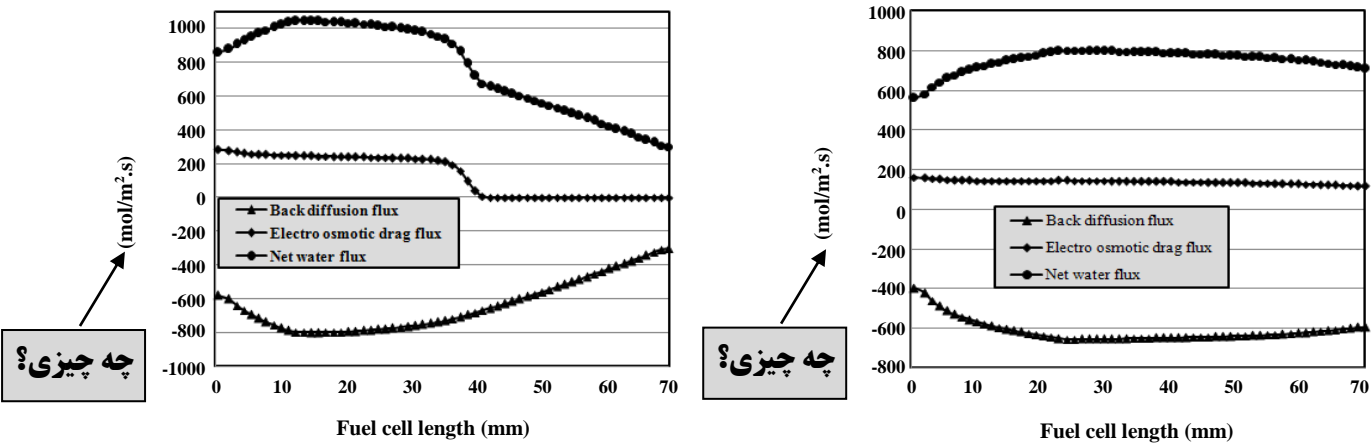 1000
800
600
400
200
0
-200
-400
-600
-800
-1000
(mol/m².s)
چه چیزی؟
Back diffusion flux
Electro osmotic drag flux
Net water flux
0 10 20 30 40 50 60 70
Fuel cell length (mm)
1000
800
600
400
200
0
-200
-400
-600
-800
(mol/m².s)
چه چیزی؟
Back diffusion flux
Electro osmotic drag flux
Net water flux
0 10 20 30 40 50 60 70
Fuel cell length (mm)